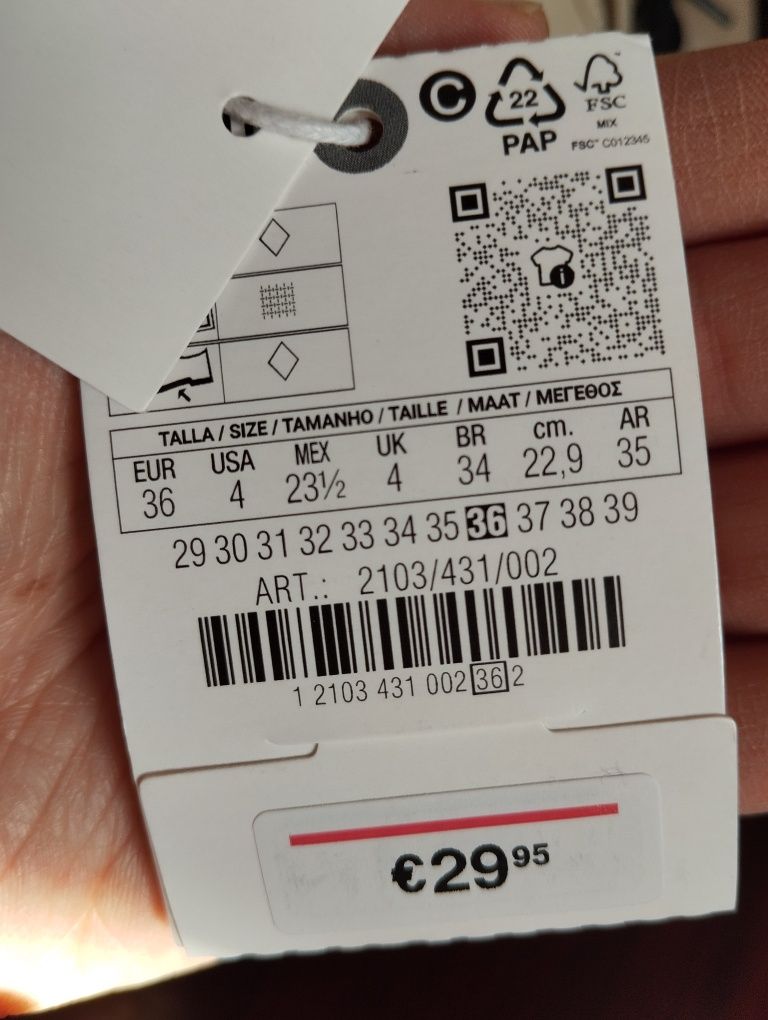 C
22
PAP
FSC
MIX
FSC™ C012345
TALLA / SIZE / TAMANHO / TAILLE / MAAT / ΜΕΓΕΘΟΣ
EUR USA MEX UK BR cm. AR
36 4 23½ 4 34 22,9 35
29 30 31 32 33 34 35 36 37 38 39
ART.: 2103/431/002
1 2103 431 002 36 2
€29 95